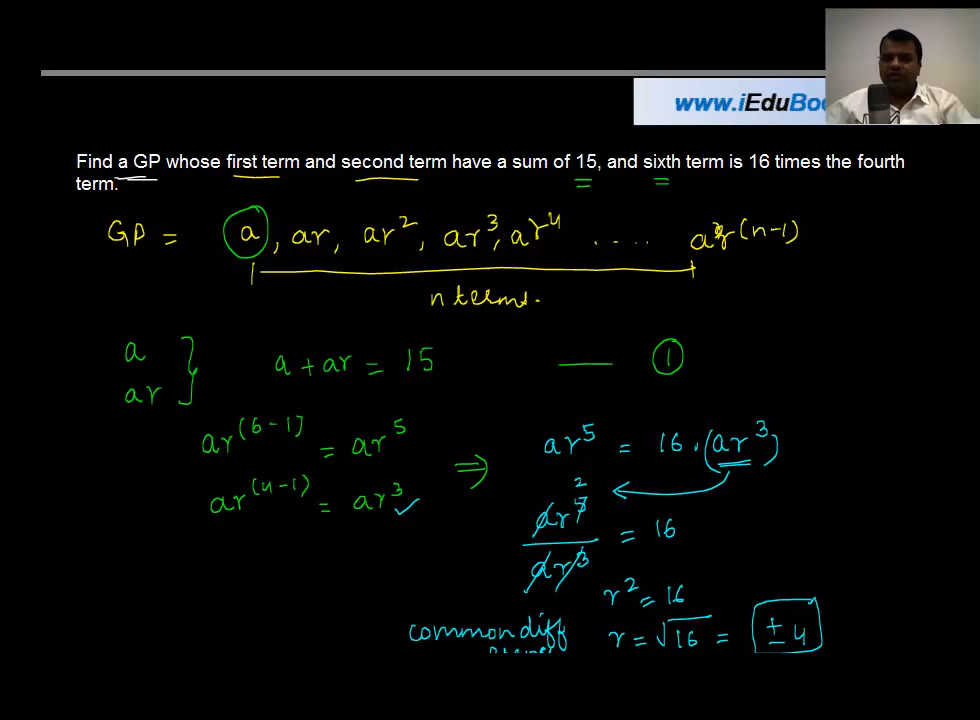 www.iEduBoo
Find a GP whose first term and second term have a sum of 15, and sixth term is 16 times the fourth
term.
GP = a, ar, ar², ar³, ar⁴ ...... ar(n-1)
n terms.
a
ar } a + ar = 15 —— ①
ar(6-1) = ar⁵
ar(4-1) = ar³ ✓
⇒ ar⁵ = 16 · (ar³)
ar⁵ 2
ar³ = 16
r² = 16
common diff r = √16 = ±4